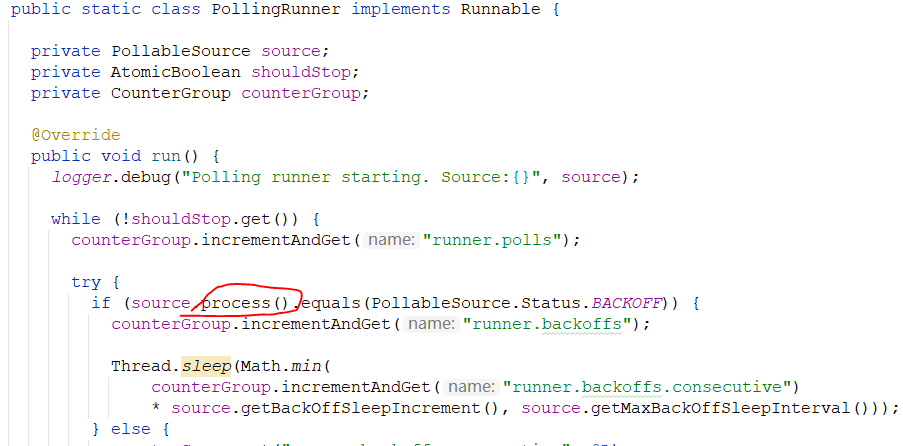 public static class PollingRunner implements Runnable {
private PollableSource source;
private AtomicBoolean shouldStop;
private CounterGroup counterGroup;
@Override
public void run() {
logger.debug("Polling runner starting. Source:{}", source);
while (!shouldStop.get()) {
counterGroup.incrementAndGet( name: "runner.polls");
try {
if (source.process().equals(PollableSource.Status.BACKOFF)) {
counterGroup.incrementAndGet( name: "runner.backoffs");
Thread.sleep(Math.min(
counterGroup.incrementAndGet( name: "runner.backoffs.consecutive")
* source.getBackOffSleepIncrement(), source.getMaxBackOffSleepInterval()));
} else {